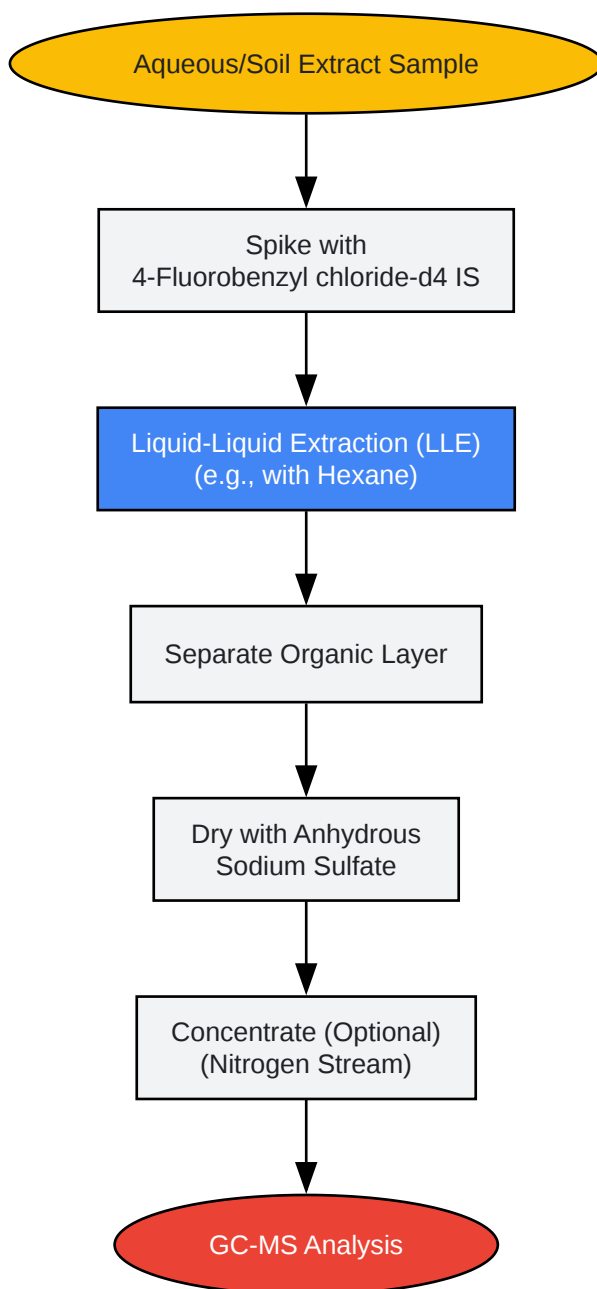 Aqueous/Soil Extract Sample
Spike with
4-Fluorobenzyl chloride-d4 IS
Liquid-Liquid Extraction (LLE)
(e.g., with Hexane)
Separate Organic Layer
Dry with Anhydrous
Sodium Sulfate
Concentrate (Optional)
(Nitrogen Stream)
GC-MS Analysis